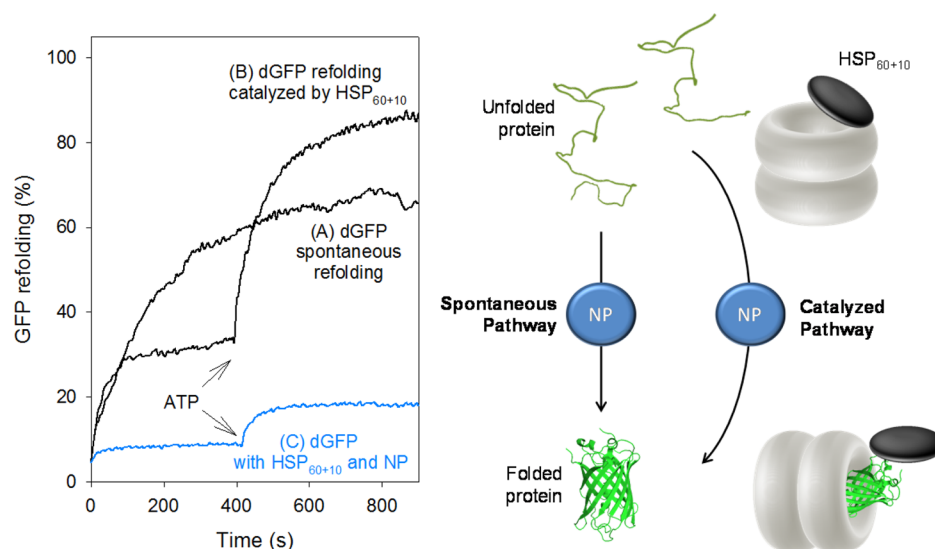 100
80
60
40
20
0
GFP refolding (%)
0
200
400
600
800
Time (s)
(B) dGFP refolding
catalyzed by HSP60+10
(A) dGFP
spontaneous
refolding
ATP
(C) dGFP
with HSP60+10 and NP
Unfolded
protein
HSP60+10
Spontaneous
Pathway
NP
NP
Catalyzed
Pathway
Folded
protein